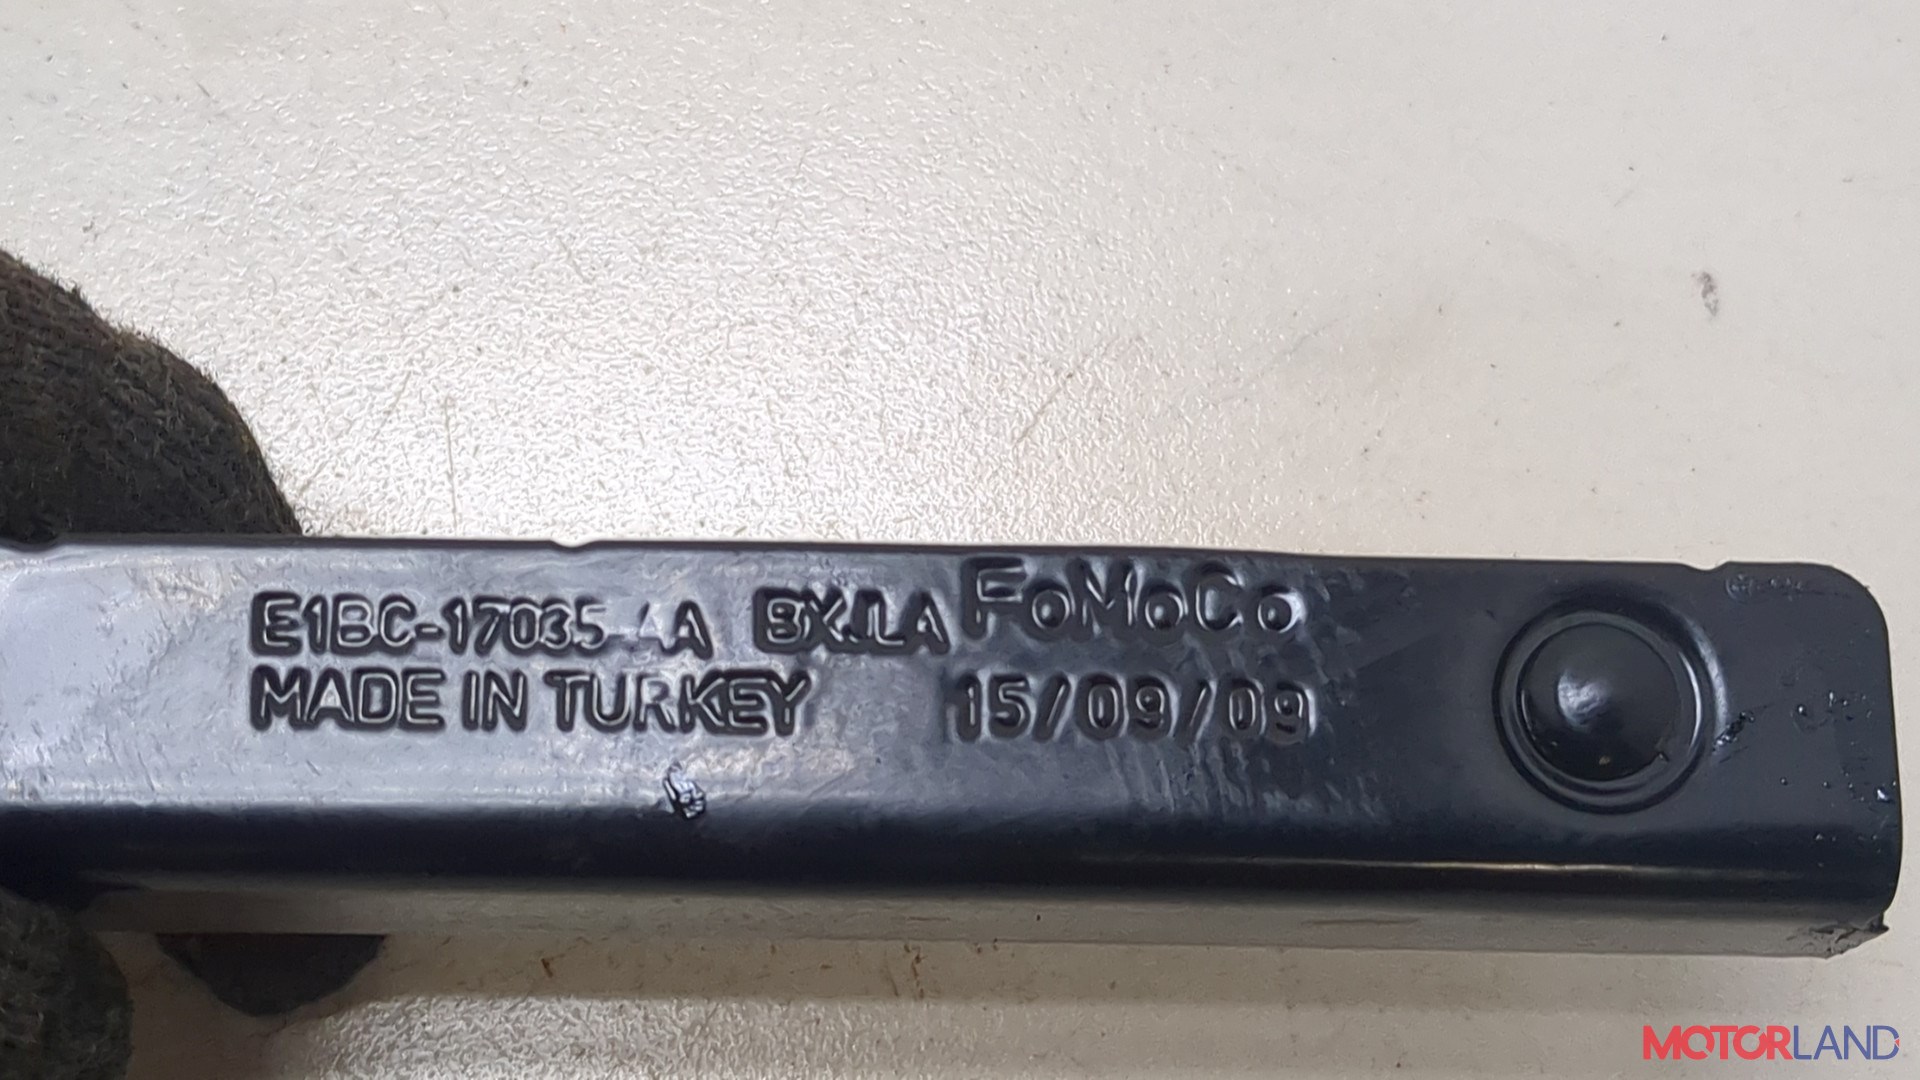 E1BC-17035-AA BXJLA FoMoCo
MADE IN TURKEY 15/09/09
MOTORLAND